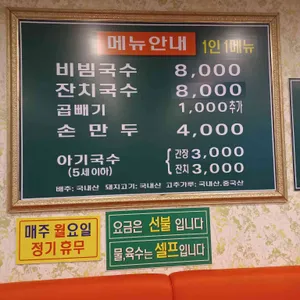 메뉴안내 1인 1메뉴
비빔국수 8,000
잔치국수 8,000
곱빼기 1,000추가
손만두 4,000
아기국수 간장 3,000
(5세이하) 잔치 3,000
배추: 국내산 돼지고기: 국내산 고추가루: 국내산,중국산
매주 월요일
정기휴무
요금은 선불입니다
물,육수는 셀프입니다